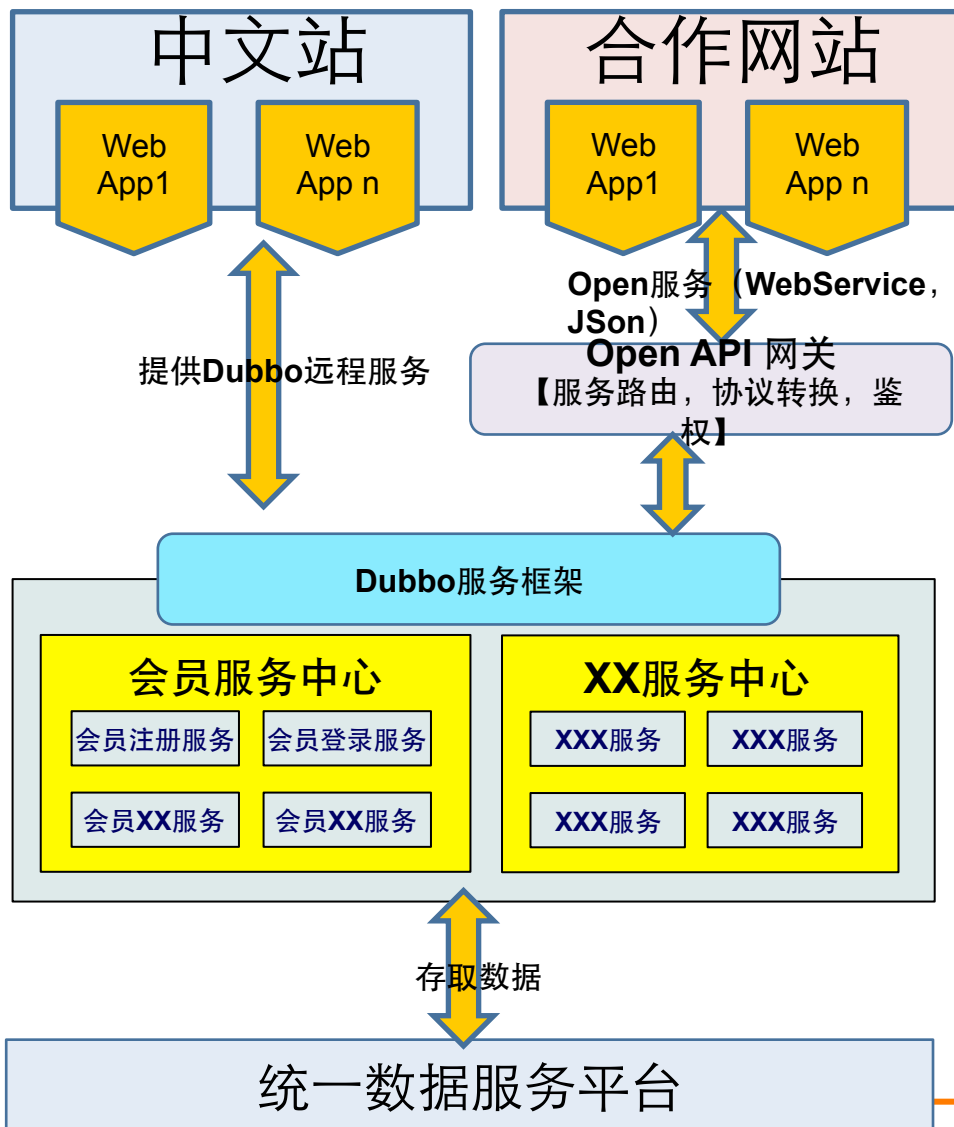 中文站
合作网站
Web
App1
Web
App n
Web
App1
Web
App n
Open服务（WebService，
JSon）
提供Dubbo远程服务
Open API 网关
【服务路由，协议转换，鉴
权】
Dubbo服务框架
会员服务中心
XX服务中心
会员注册服务
会员登录服务
XXX服务
XXX服务
会员XX服务
会员XX服务
XXX服务
XXX服务
存取数据
统一数据服务平台